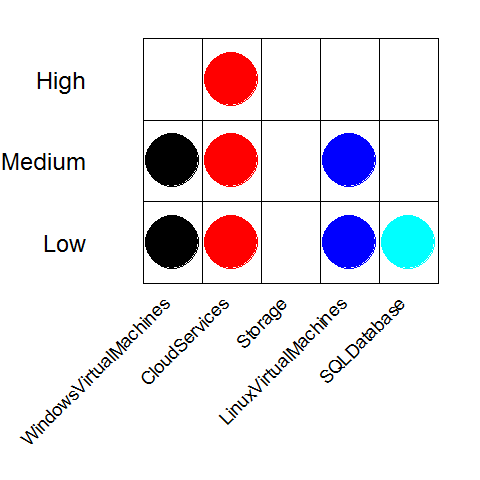 High
Medium
Low
WindowsVirtualMachines
CloudServices
Storage
LinuxVirtualMachines
SQLDatabase